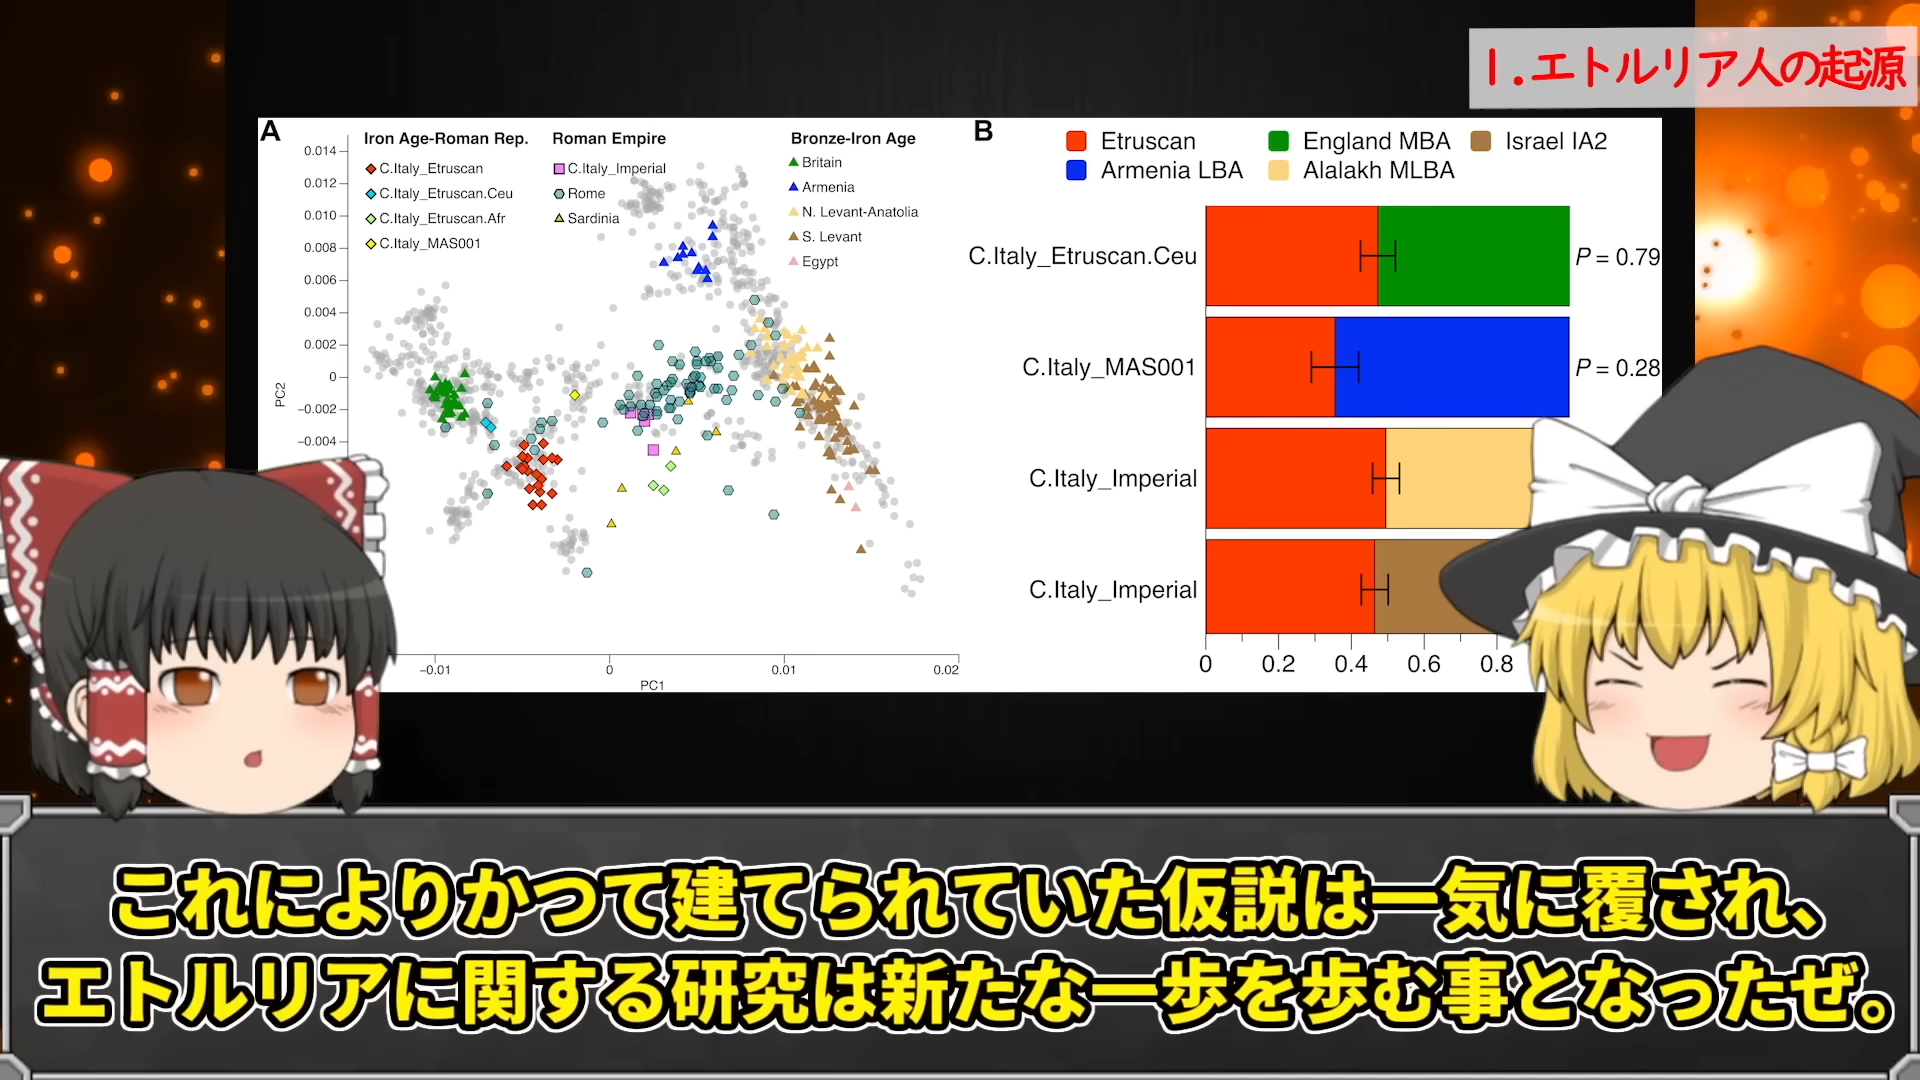 1.エトルリア人の起源
A
Iron Age-Roman Rep.
C.Italy_Etruscan
C.Italy_Etruscan.Ceu
C.Italy_Etruscan.Afr
C.Italy_MAS001
Roman Empire
C.Italy_Imperial
Rome
Sardinia
Bronze-Iron Age
Britain
Armenia
N. Levant-Anatolia
S. Levant
Egypt
0.014
0.012
0.010
0.008
0.006
0.004
0.002
0
−0.002
−0.004
PC2
−0.01
0
0.01
0.02
PC1
B
Etruscan
England MBA
Israel IA2
Armenia LBA
Alalakh MLBA
C.Italy_Etruscan.Ceu
P = 0.79
C.Italy_MAS001
P = 0.28
C.Italy_Imperial
C.Italy_Imperial
0 0.2 0.4 0.6 0.8
これによりかつて建てられていた仮説は一気に覆され、
エトルリアに関する研究は新たな一歩を歩む事となったぜ。